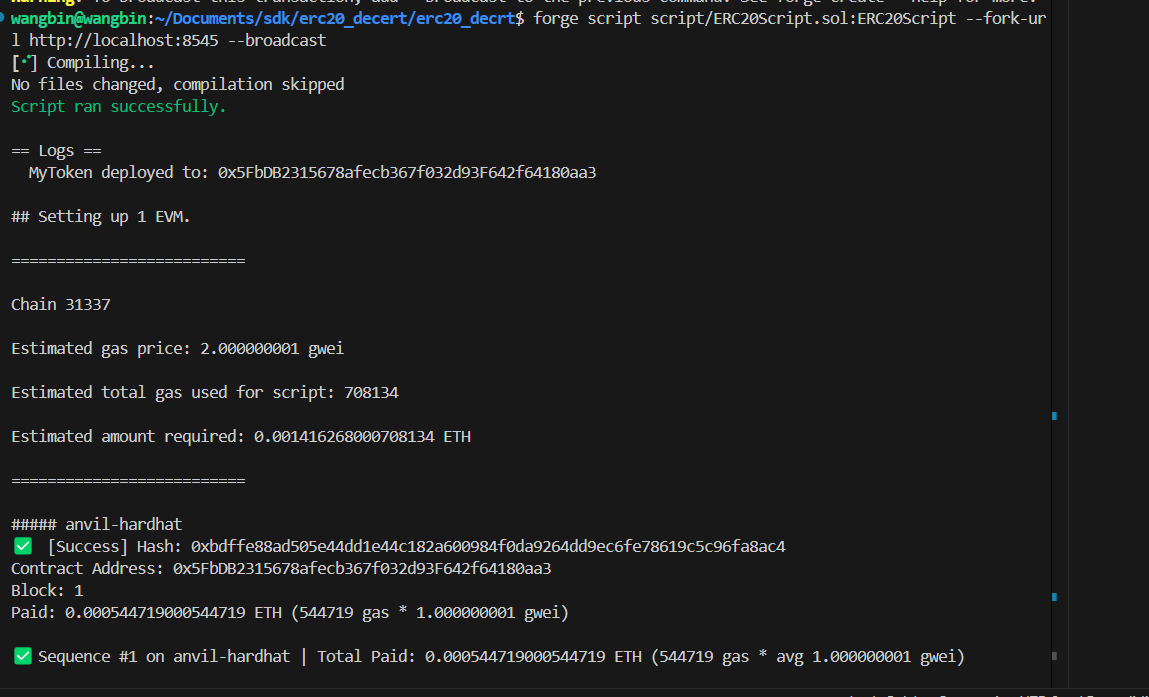 wangbin@wangbin:~/Documents/sdk/erc20_decert/erc20_decrt$ forge script script/ERC20Script.sol:ERC20Script --fork-ur
l http://localhost:8545 --broadcast
[⠃] Compiling...
No files changed, compilation skipped
Script ran successfully.
== Logs ==
MyToken deployed to: 0x5FbDB2315678afecb367f032d93F642f64180aa3
## Setting up 1 EVM.
==========================
Chain 31337
Estimated gas price: 2.000000001 gwei
Estimated total gas used for script: 708134
Estimated amount required: 0.001416268000708134 ETH
==========================
##### anvil-hardhat
✅ [Success] Hash: 0xbdffe88ad505e44dd1e44c182a600984f0da9264dd9ec6fe78619c5c96fa8ac4
Contract Address: 0x5FbDB2315678afecb367f032d93F642f64180aa3
Block: 1
Paid: 0.000544719000544719 ETH (544719 gas * 1.000000001 gwei)
✅ Sequence #1 on anvil-hardhat | Total Paid: 0.000544719000544719 ETH (544719 gas * avg 1.000000001 gwei)